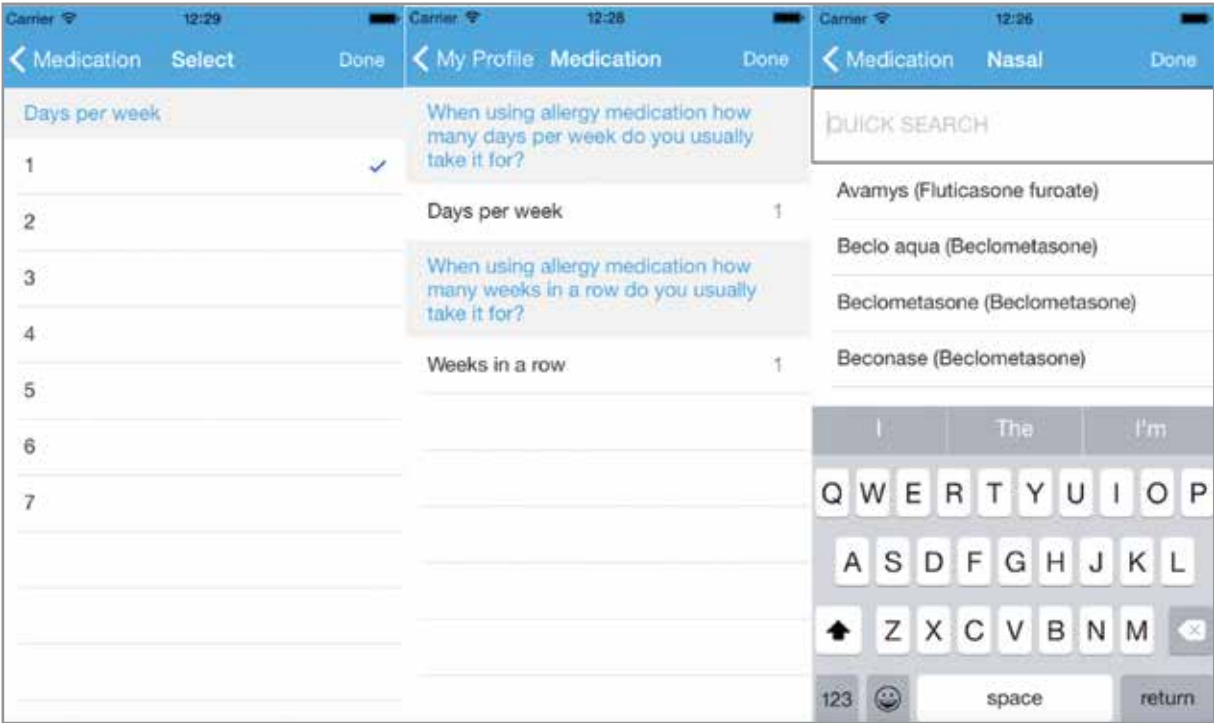 Carrier 12:29
Medication Select Done
Days per week
1
2
3
4
5
6
7
Carrier 12:28
My Profile Medication Done
When using allergy medication how
many days per week do you usually
take it for?
Days per week 1
When using allergy medication how
many weeks in a row do you usually
take it for?
Weeks in a row 1
Carrier 12:26
Medication Nasal Done
QUICK SEARCH
Avamys (Fluticasone furoate)
Beclo aqua (Beclometasone)
Beclometasone (Beclometasone)
Beconase (Beclometasone)
I The I'm
Q W E R T Y U I O P
A S D F G H J K L
Z X C V B N M
123 space return